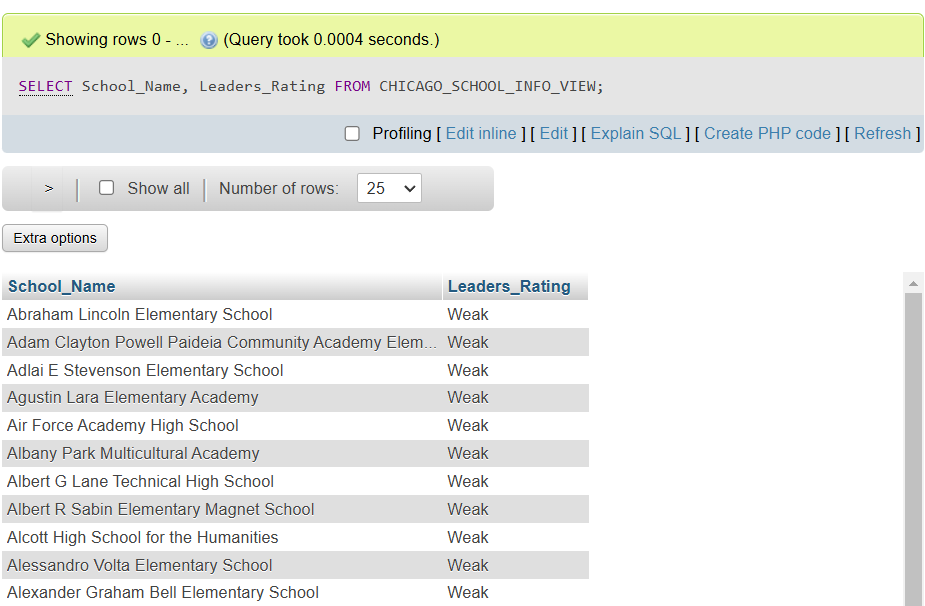 Showing rows 0 - ... (Query took 0.0004 seconds.)
SELECT School_Name, Leaders_Rating FROM CHICAGO_SCHOOL_INFO_VIEW;
Profiling [ Edit inline ] [ Edit ] [ Explain SQL ] [ Create PHP code ] [ Refresh ]
> | Show all | Number of rows: 25
Extra options
School_Name Leaders_Rating
Abraham Lincoln Elementary School Weak
Adam Clayton Powell Paideia Community Academy Elem... Weak
Adlai E Stevenson Elementary School Weak
Agustin Lara Elementary Academy Weak
Air Force Academy High School Weak
Albany Park Multicultural Academy Weak
Albert G Lane Technical High School Weak
Albert R Sabin Elementary Magnet School Weak
Alcott High School for the Humanities Weak
Alessandro Volta Elementary School Weak
Alexander Graham Bell Elementary School Weak